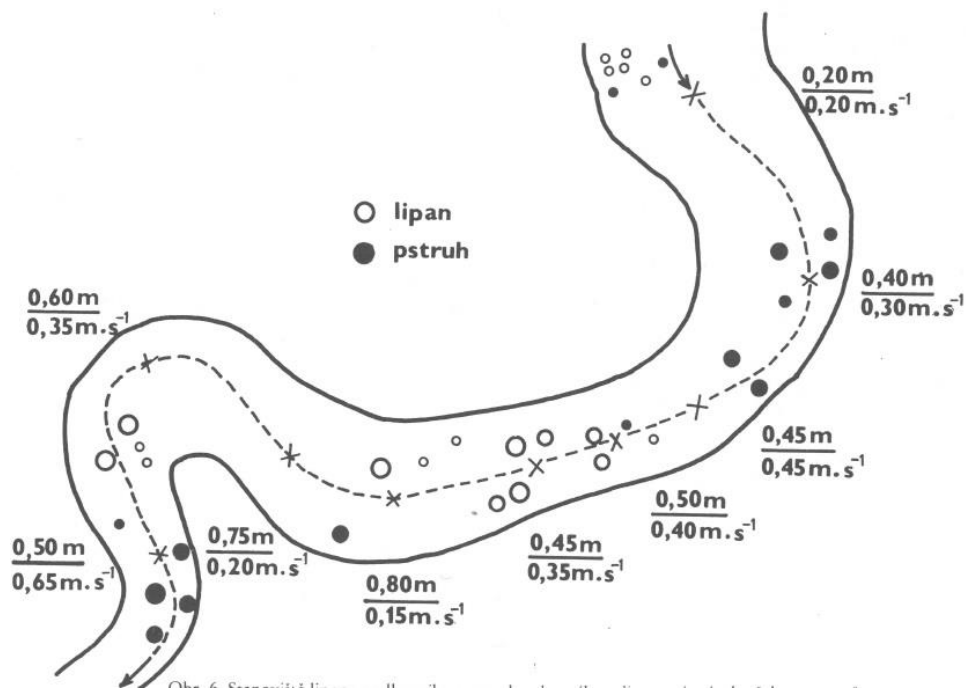 0,20m
0,20m.s⁻¹
lipan
pstruh
0,40m
0,30m.s⁻¹
0,60m
0,35m.s⁻¹
0,45m
0,45m.s⁻¹
0,50m
0,40m.s⁻¹
0,45m
0,35m.s⁻¹
0,80m
0,15m.s⁻¹
0,75m
0,20m.s⁻¹
0,50m
0,65m.s⁻¹
Obr. 6